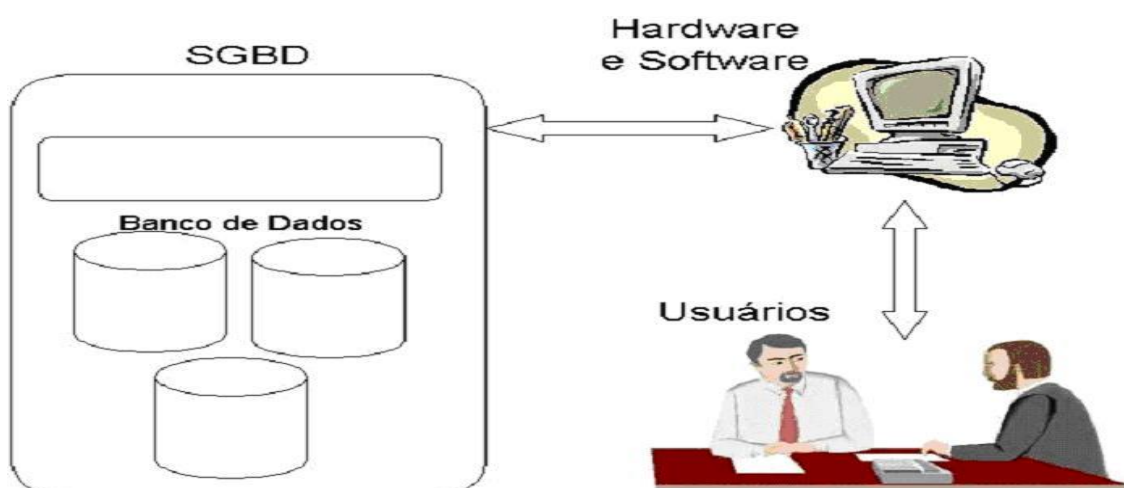 SGBD
Banco de Dados
Hardware
e Software
Usuários